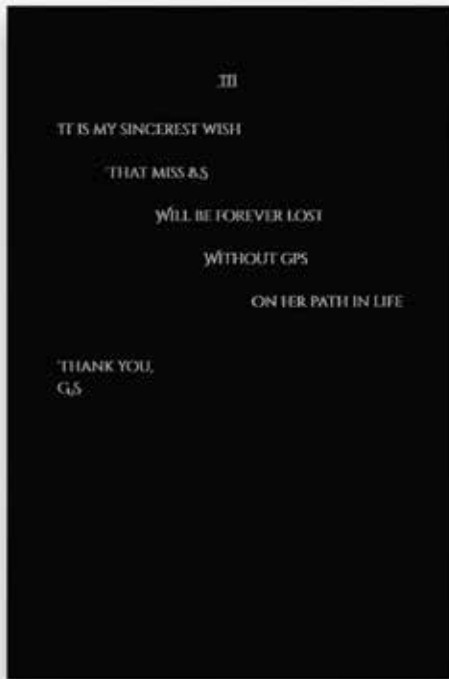 III
IT IS MY SINCEREST WISH
THAT MISS B.S
WILL BE FOREVER LOST
WITHOUT GPS
ON HER PATH IN LIFE
THANK YOU,
G.S